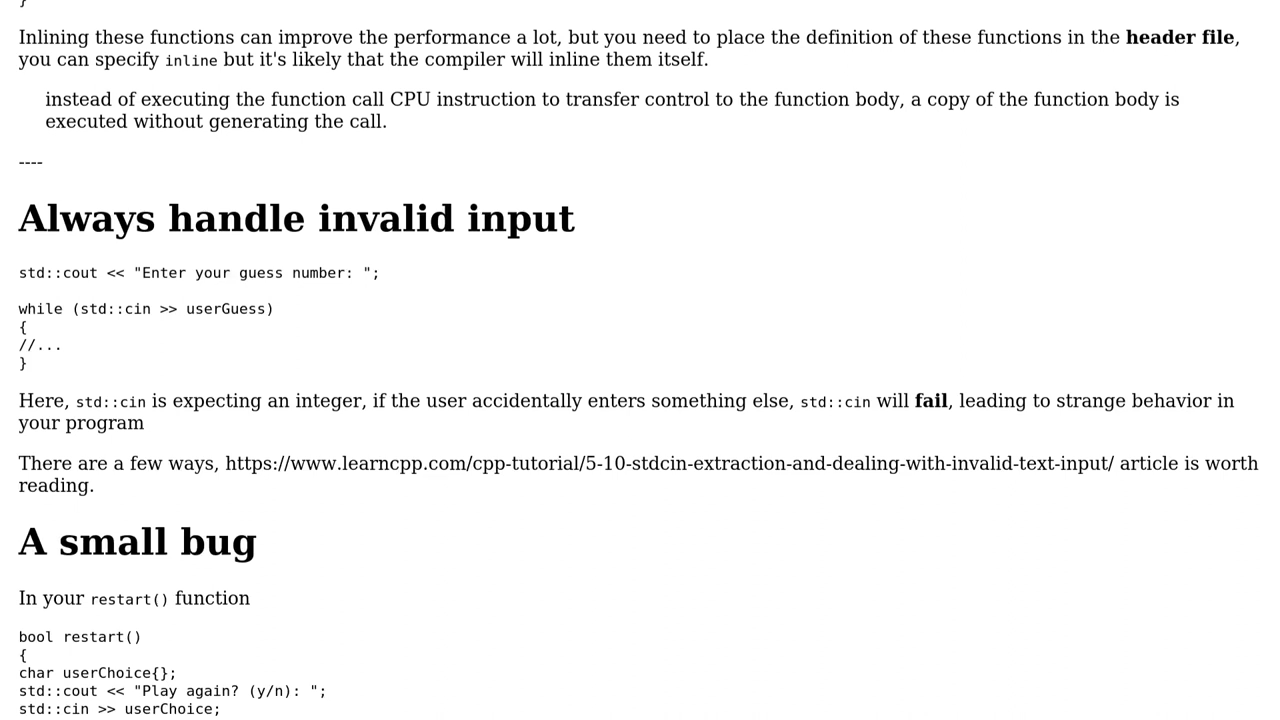 }
Inlining these functions can improve the performance a lot, but you need to place the definition of these functions in the header file,
you can specify inline but it's likely that the compiler will inline them itself.
instead of executing the function call CPU instruction to transfer control to the function body, a copy of the function body is
executed without generating the call.
----
Always handle invalid input
std::cout << "Enter your guess number: ";
while (std::cin >> userGuess)
{
//...
}
Here, std::cin is expecting an integer, if the user accidentally enters something else, std::cin will fail, leading to strange behavior in
your program
There are a few ways, https://www.learncpp.com/cpp-tutorial/5-10-stdcin-extraction-and-dealing-with-invalid-text-input/ article is worth
reading.
A small bug
In your restart() function
bool restart()
{
char userChoice{};
std::cout << "Play again? (y/n): ";
std::cin >> userChoice;